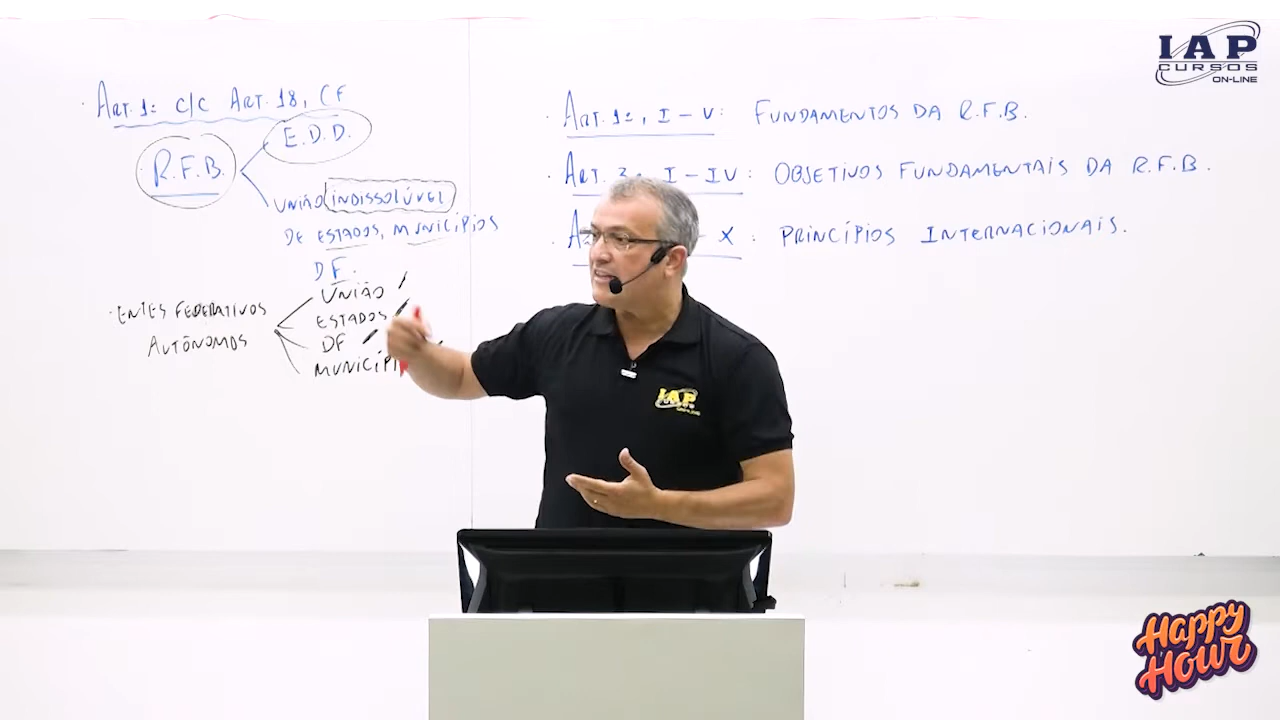 ART. 1º C/C ART. 18, CF
E.D.D.
R.F.B.
UNIÃO INDISSOLÚVEL
DE ESTADOS, MUNICÍPIOS
DF.
ENTES FEDERATIVOS
AUTÔNOMOS
UNIÃO
ESTADOS
DF
ART. 1º, I - V: FUNDAMENTOS DA R.F.B.
ART. 3º, I - IV: OBJETIVOS FUNDAMENTAIS DA R.F.B.
- X: PRINCÍPIOS INTERNACIONAIS.
IAP
CURSOS
ON-LINE
IAP
Happy
Hour